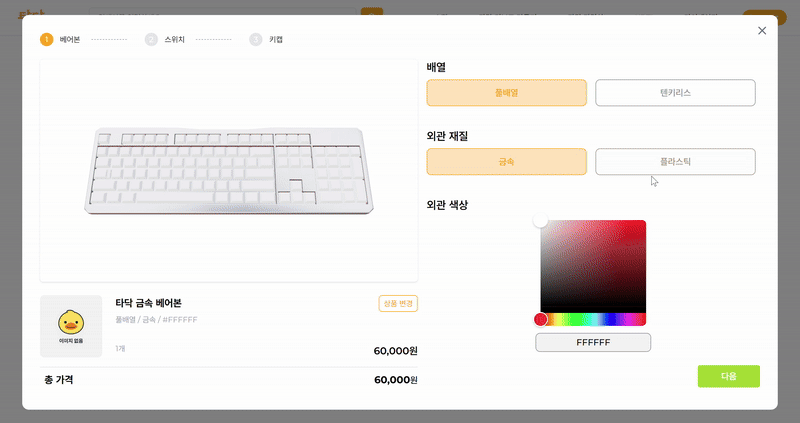 타닥
1 베어본
2 스위치
3 키캡
배열
풀배열
텐키리스
외관 재질
금속
플라스틱
외관 색상
FFFFFF
이미지 없음
타닥 금속 베어본
상품 변경
풀배열 / 금속 / #FFFFFF
1개
60,000원
총 가격
60,000원
다음